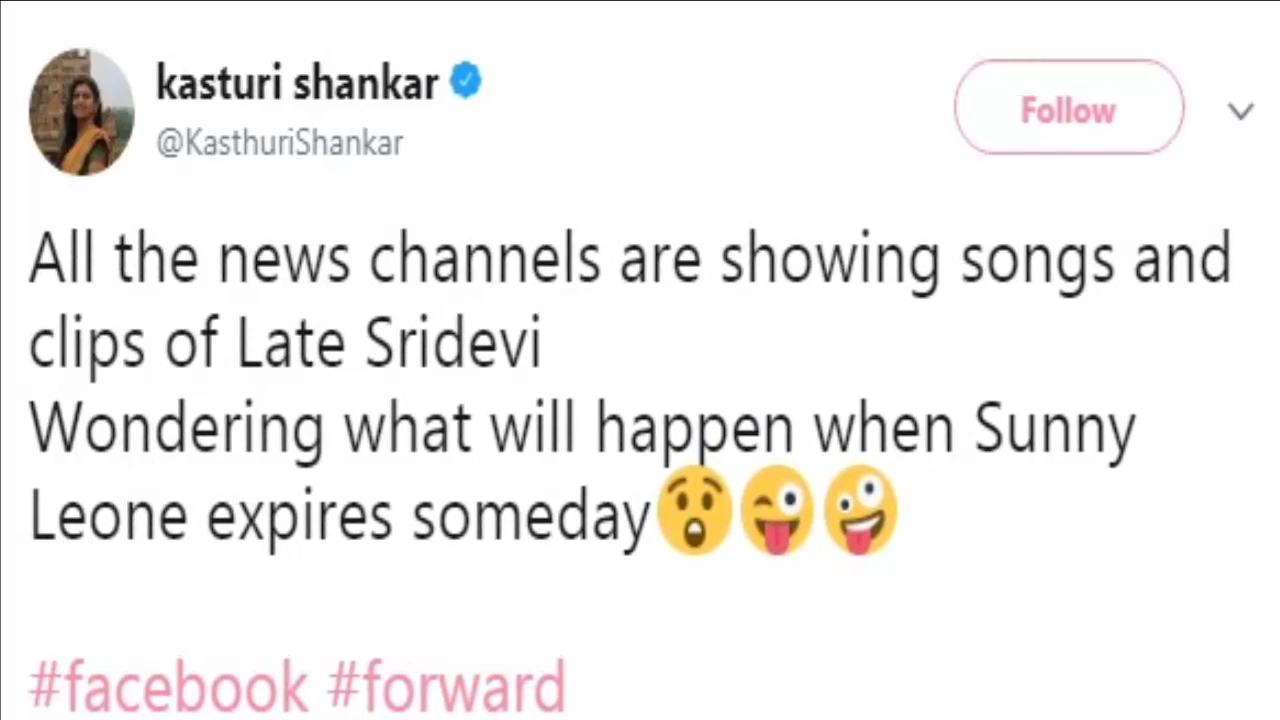 kasturi shankar
@KasthuriShankar
Follow
All the news channels are showing songs and
clips of Late Sridevi
Wondering what will happen when Sunny
Leone expires someday😲😜🤪
#facebook #forward